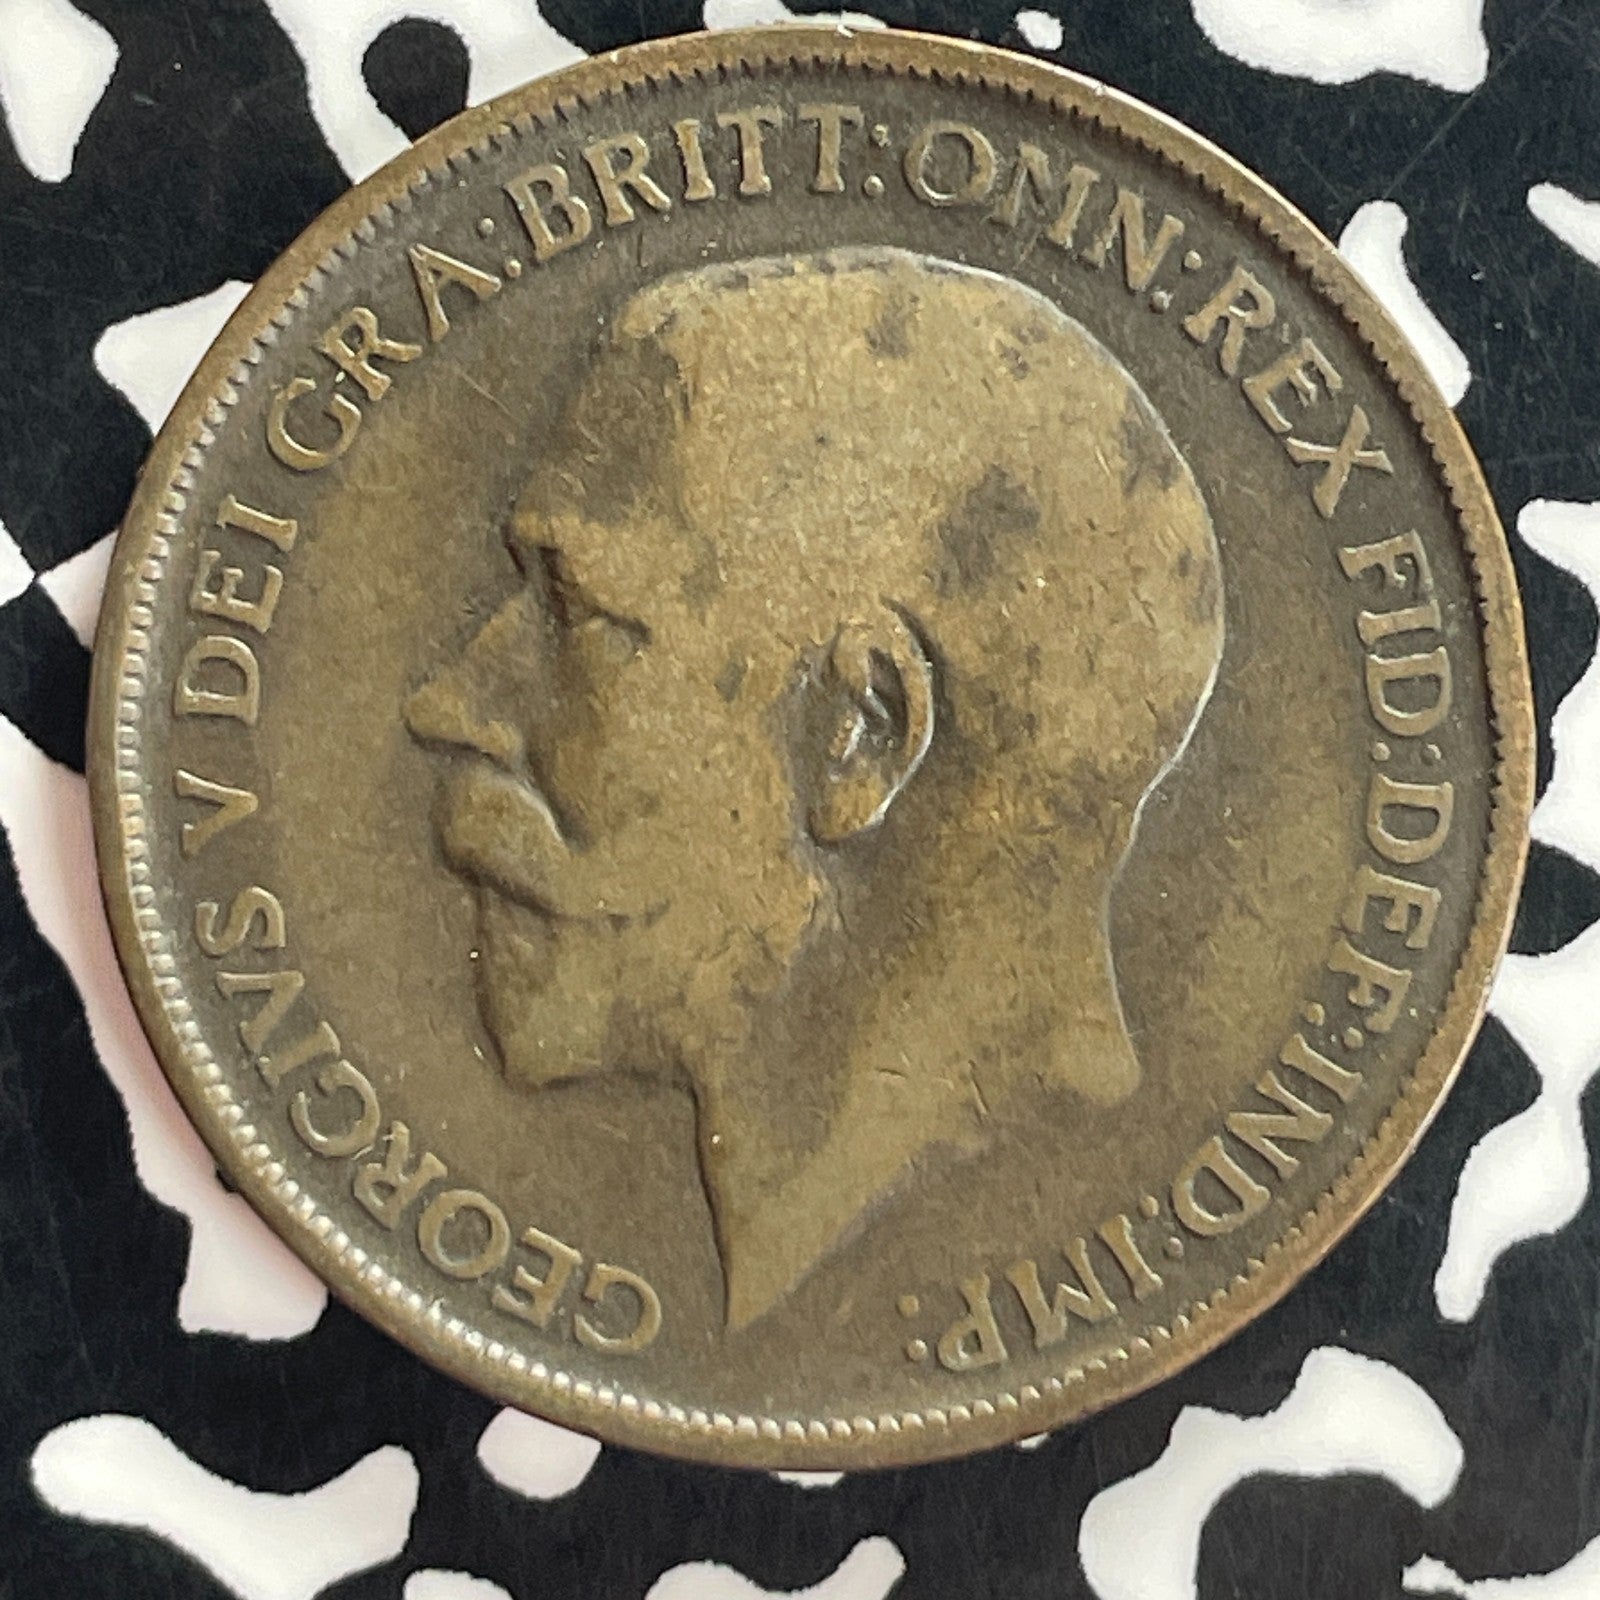 GEORGIVS V DEI GRA: BRITT: OMN: REX FID: DEF: IND: IMP: